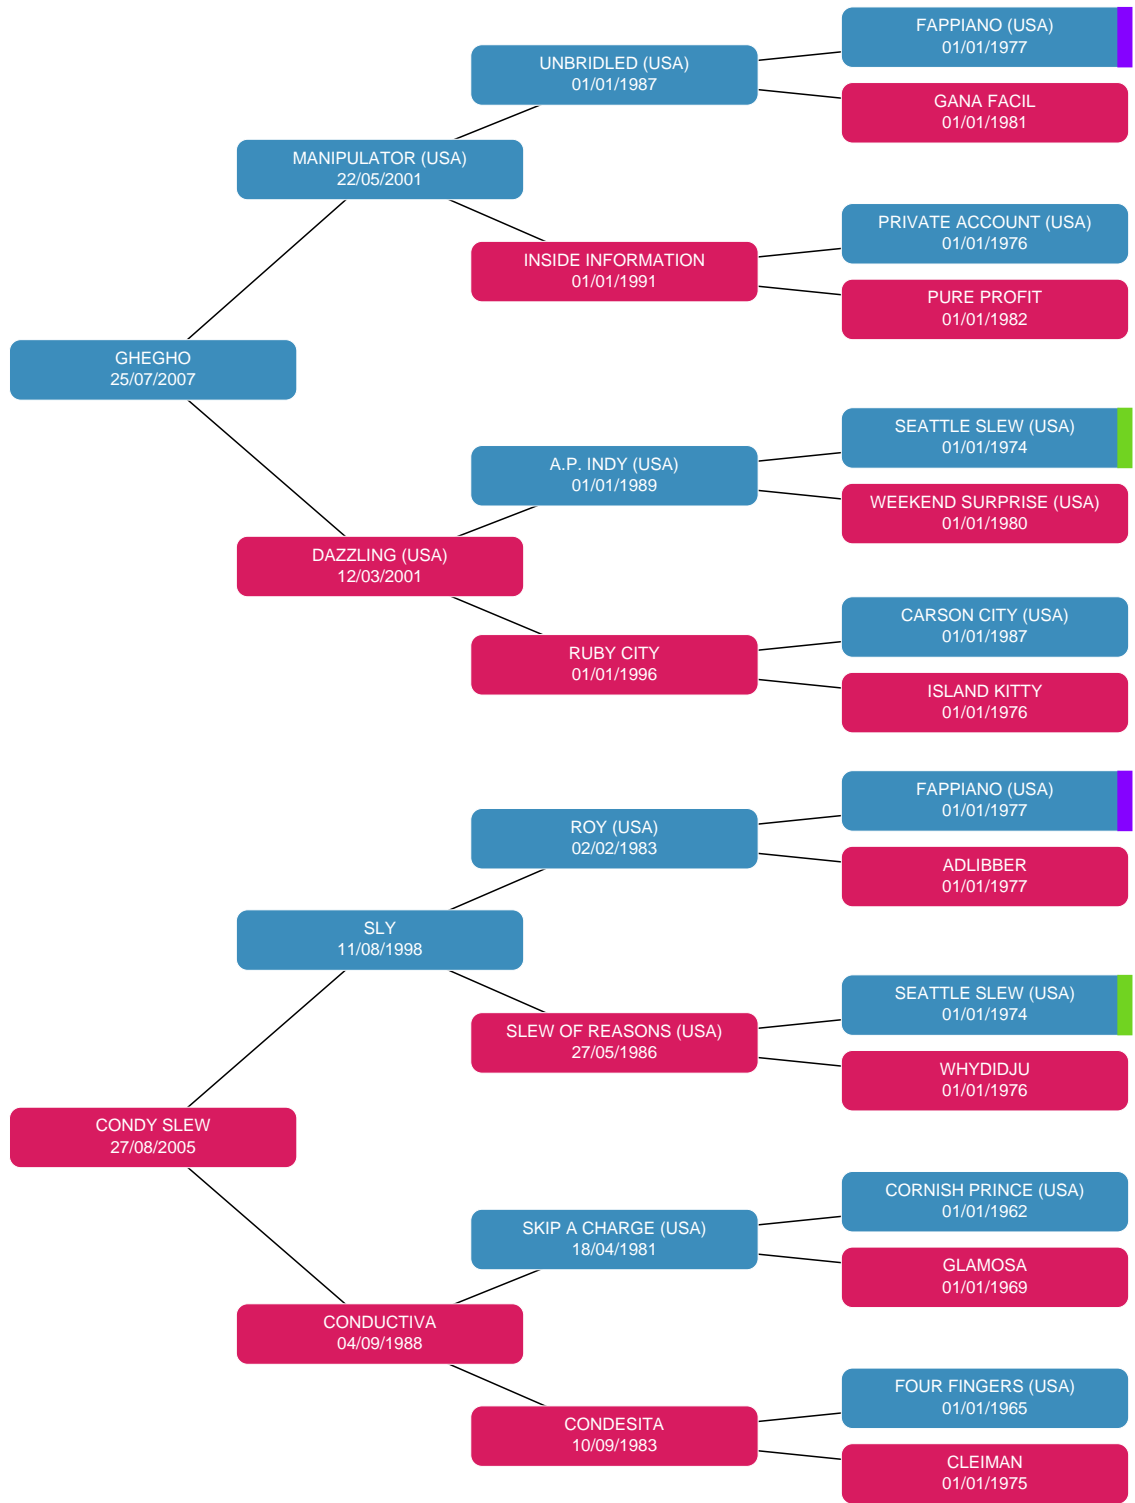 FAPPIANO (USA)
01/01/1977
UNBRIDLED (USA)
01/01/1987
GANA FACIL
01/01/1981
MANIPULATOR (USA)
22/05/2001
PRIVATE ACCOUNT (USA)
01/01/1976
INSIDE INFORMATION
01/01/1991
PURE PROFIT
01/01/1982
GHEGHO
25/07/2007
SEATTLE SLEW (USA)
01/01/1974
A.P. INDY (USA)
01/01/1989
WEEKEND SURPRISE (USA)
01/01/1980
DAZZLING (USA)
12/03/2001
CARSON CITY (USA)
01/01/1987
RUBY CITY
01/01/1996
ISLAND KITTY
01/01/1976
FAPPIANO (USA)
01/01/1977
ROY (USA)
02/02/1983
ADLIBBER
01/01/1977
SLY
11/08/1998
SEATTLE SLEW (USA)
01/01/1974
SLEW OF REASONS (USA)
27/05/1986
WHYDIDJU
01/01/1976
CONDY SLEW
27/08/2005
CORNISH PRINCE (USA)
01/01/1962
SKIP A CHARGE (USA)
18/04/1981
GLAMOSA
01/01/1969
CONDUCTIVA
04/09/1988
FOUR FINGERS (USA)
01/01/1965
CONDESITA
10/09/1983
CLEIMAN
01/01/1975